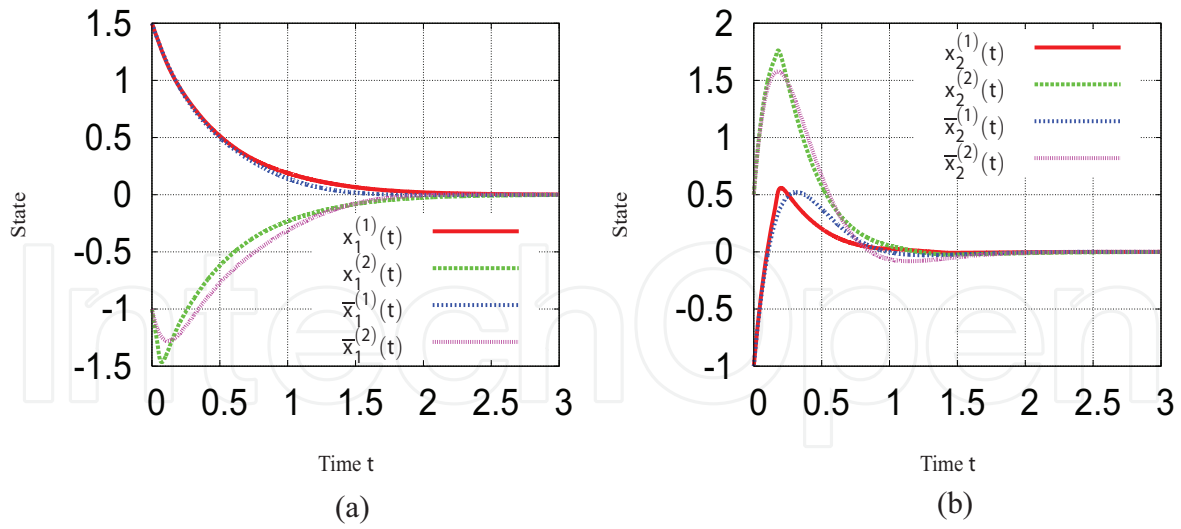 1.5
1
0.5
0
-0.5
-1
-1.5
State
x₁⁽¹⁾(t)
x₁⁽²⁾(t)
x̄₁⁽¹⁾(t)
x̄₁⁽²⁾(t)
0 0.5 1 1.5 2 2.5 3
Time t
(a)
2
1.5
1
0.5
0
-0.5
-1
State
x₂⁽¹⁾(t)
x₂⁽²⁾(t)
x̄₂⁽¹⁾(t)
x̄₂⁽²⁾(t)
0 0.5 1 1.5 2 2.5 3
Time t
(b)
IntechOpen